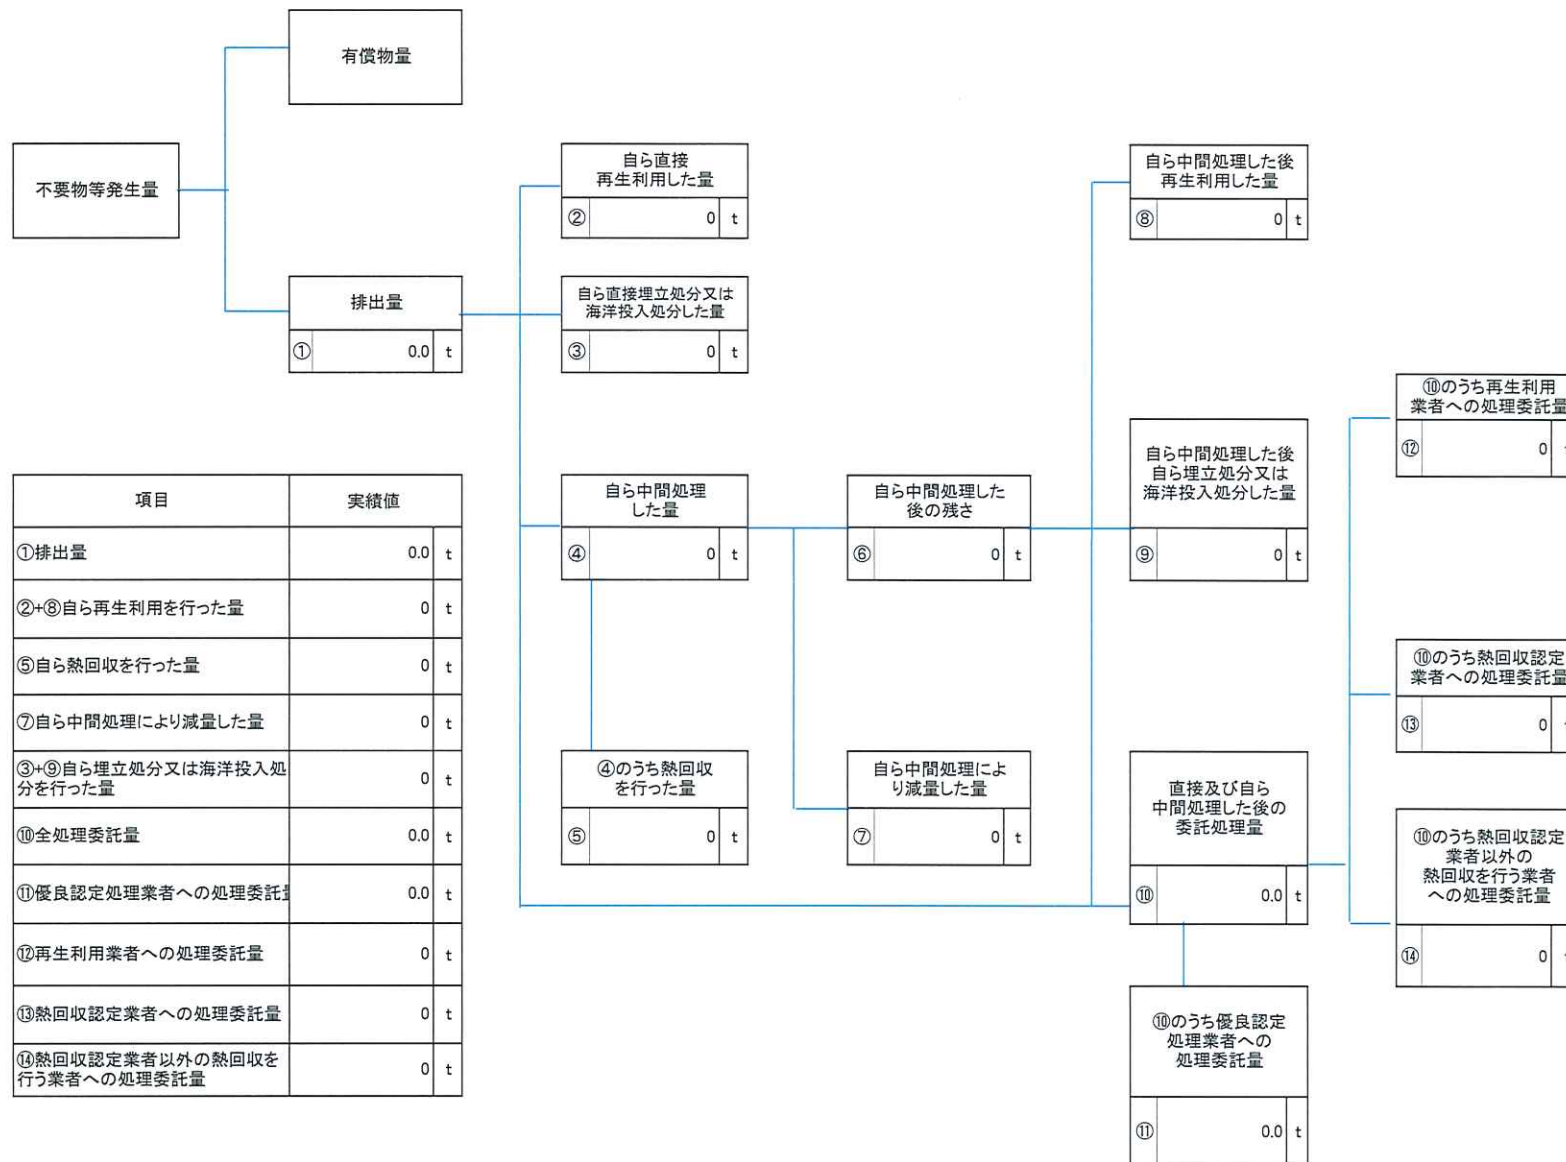 有償物量
不要物等発生量
排出量
① 0.0 t
自ら直接
再生利用した量
② 0 t
自ら直接埋立処分又は
海洋投入処分した量
③ 0 t
自ら中間処理
した量
④ 0 t
④のうち熱回収
を行った量
⑤ 0 t
自ら中間処理した
後の残さ
⑥ 0 t
自ら中間処理によ
り減量した量
⑦ 0 t
自ら中間処理した後
再生利用した量
⑧ 0 t
自ら中間処理した後
自ら埋立処分又は
海洋投入処分した量
⑨ 0 t
直接及び自ら
中間処理した後の
委託処理量
⑩ 0.0 t
⑩のうち優良認定
処理業者への
処理委託量
⑪ 0.0 t
⑩のうち再生利用
業者への処理委託量
⑫ 0
⑩のうち熱回収認定
業者への処理委託量
⑬ 0
⑩のうち熱回収認定
業者以外の
熱回収を行う業者
への処理委託量
⑭ 0
項目 実績値
①排出量 0.0 t
②+⑧自ら再生利用を行った量 0 t
⑤自ら熱回収を行った量 0 t
⑦自ら中間処理により減量した量 0 t
③+⑨自ら埋立処分又は海洋投入処
分を行った量 0 t
⑩全処理委託量 0.0 t
⑪優良認定処理業者への処理委託 0.0 t
⑫再生利用業者への処理委託量 0 t
⑬熱回収認定業者への処理委託量 0 t
⑭熱回収認定業者以外の熱回収を
行う業者への処理委託量 0 t